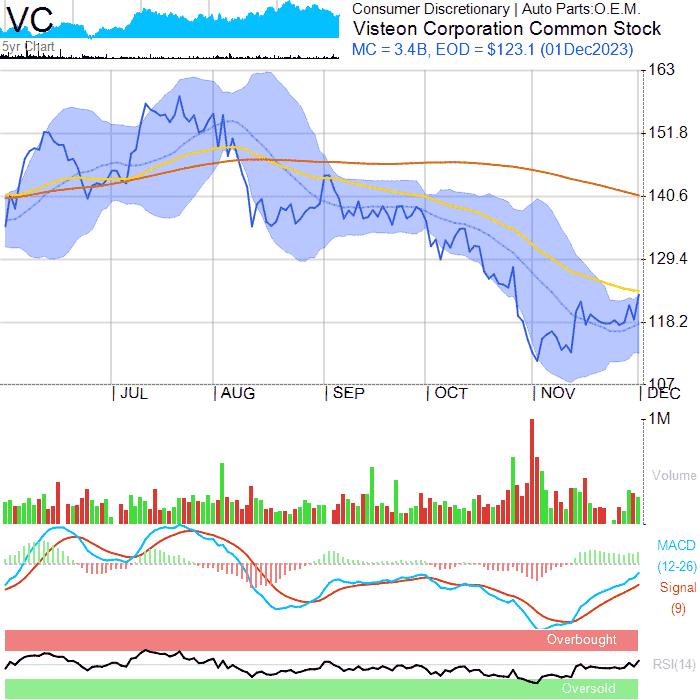 VC
5yr Chart
Consumer Discretionary | Auto Parts:O.E.M.
Visteon Corporation Common Stock
MC = 3.4B, EOD = $123.1 (01Dec2023)
163
151.8
140.6
129.4
118.2
107
| JUL
| AUG
| SEP
| OCT
| NOV
| DEC
1M
Volume
MACD
(12-26)
Signal
(9)
Overbought
RSI(14)
Oversold